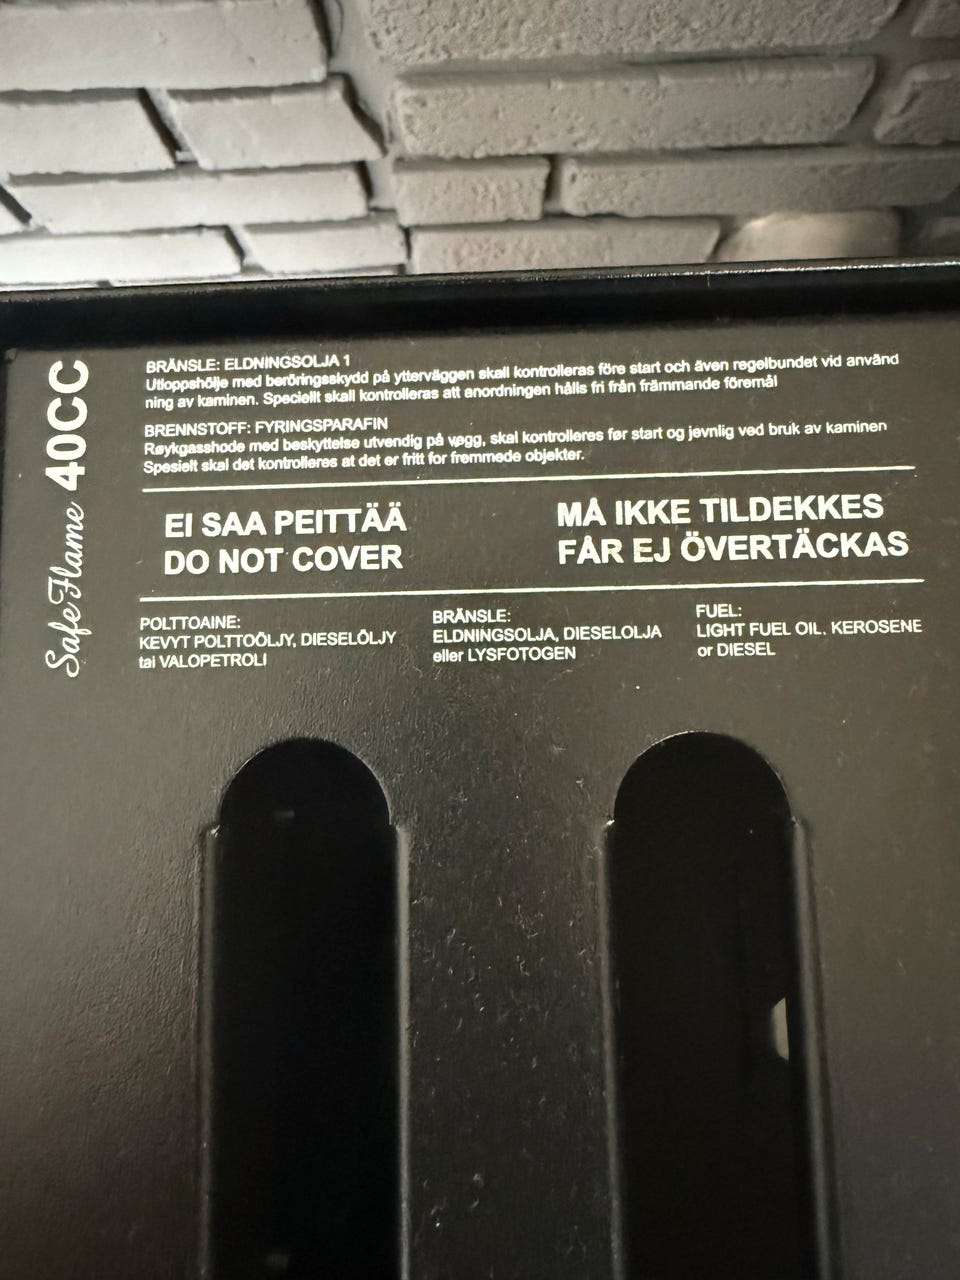 Safe Flame 40CC
BRÄNSLE: ELDNINGSOLJA 1
Utloppshölje med beröringsskydd på ytterväggen skall kontrolleras före start och även regelbundet vid använd
ning av kaminen. Speciellt skall kontrolleras att anordningen hålls fri från främmande föremål
BRENNSTOFF: FYRINGSPARAFIN
Røykgasshode med beskyttelse utvendig på vegg, skal kontrolleres før start og jevnlig ved bruk av kaminen
Spesielt skal det kontrolleres at det er fritt for fremmede objekter.
EI SAA PEITTÄÄ
DO NOT COVER
MÅ IKKE TILDEKKES
FÅR EJ ÖVERTÄCKAS
POLTTOAINE:
KEVYT POLTTOÖLJY, DIESELÖLJY
tai VALOPETROLI
BRÄNSLE:
ELDNINGSOLJA, DIESELOLJA
eller LYSFOTOGEN
FUEL:
LIGHT FUEL OIL. KEROSENE
or DIESEL